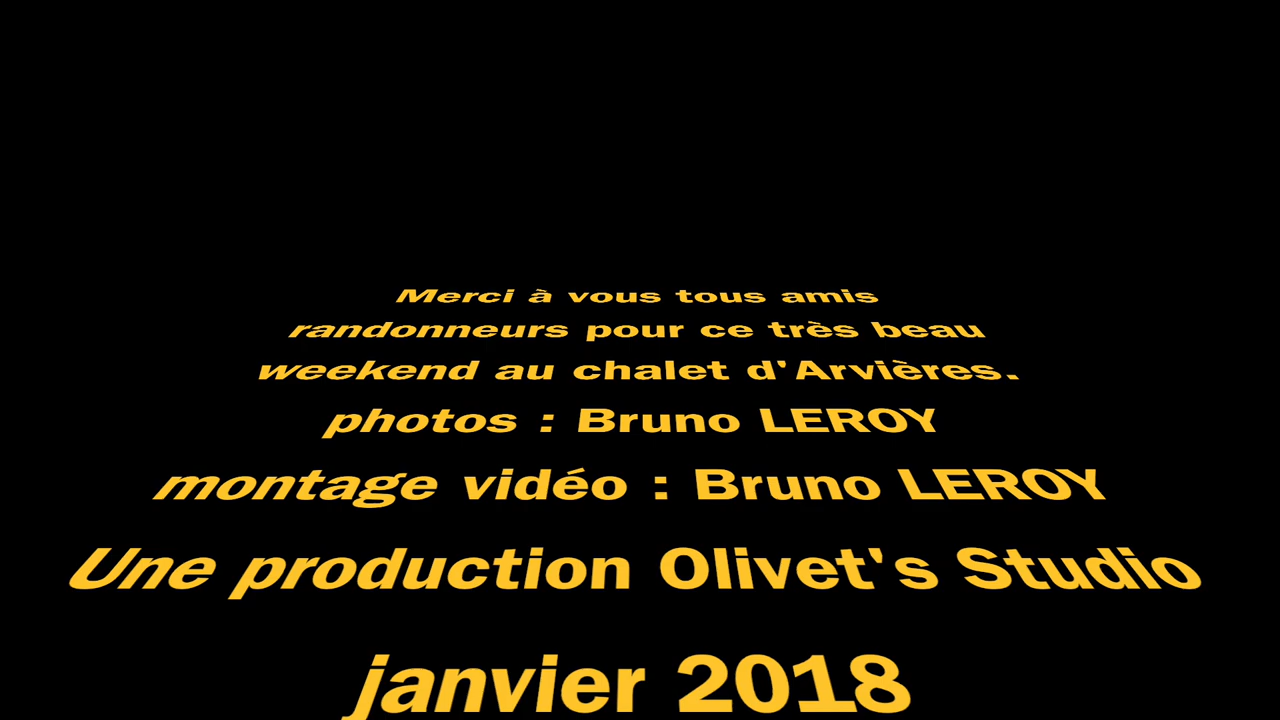 Merci à vous tous amis
randonneurs pour ce très beau
weekend au chalet d'Arvières.
photos : Bruno LEROY
montage vidéo : Bruno LEROY
Une production Olivet's Studio
janvier 2018